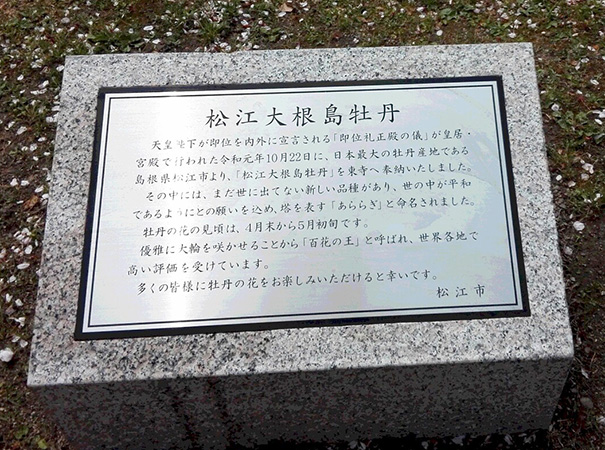 松江大根島牡丹
天皇陛下が即位を内外に宣言される「即位礼正殿の儀」が皇居・
宮殿で行われた令和元年10月22日に、日本最大の牡丹産地である
島根県松江市より、「松江大根島牡丹」を東寺へ奉納いたしました。
その中には、まだ世に出てない新しい品種があり、世の中が平和
であるようにとの願いを込め、塔を表す「あららぎ」と命名されました。
牡丹の花の見頃は、4月末から5月初旬です。
優雅に大輪を咲かせることから「百花の王」と呼ばれ、世界各地で
高い評価を受けています。
多くの皆様に牡丹の花をお楽しみいただけると幸いです。
松江市